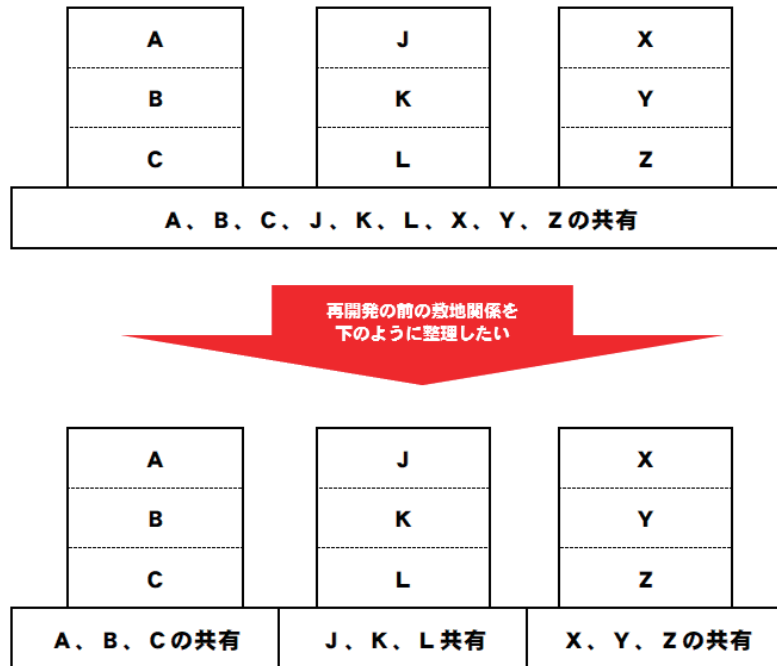 A
J
X
B
K
Y
C
L
Z
A、B、C、J、K、L、X、Y、Zの共有
再開発の前の敷地関係を
下のように整理したい
A
J
X
B
K
Y
C
L
Z
A、B、Cの共有
J、K、L共有
X、Y、Zの共有